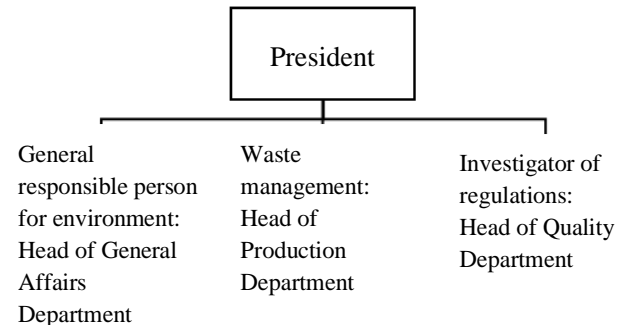 President
General
responsible person
for environment:
Head of General
Affairs
Department
Waste
management:
Head of
Production
Department
Investigator of
regulations:
Head of Quality
Department